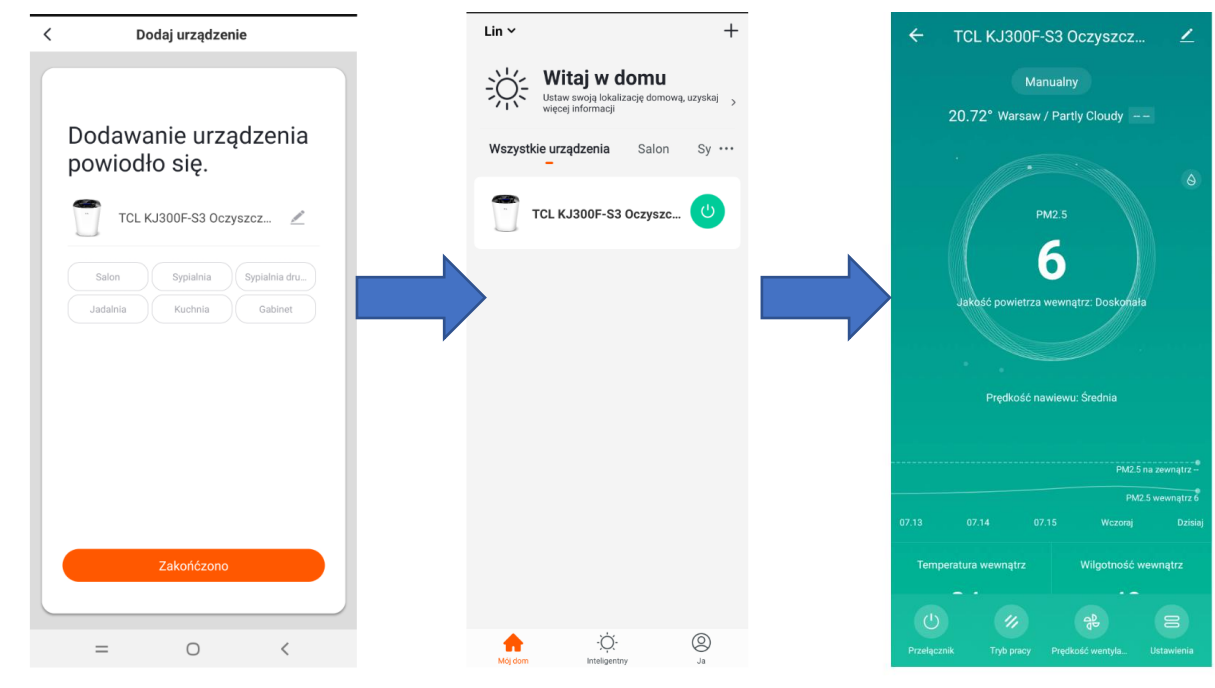 Dodaj urządzenie
Dodawanie urządzenia
powiodło się.
TCL KJ300F-S3 Oczyszcz...
Salon
Sypialnia
Sypialnia dru...
Jadalnia
Kuchnia
Gabinet
Zakońćzono
Lin
Witaj w domu
Ustaw swoją lokalizację domową, uzyskaj
więcej informacji
Wszystkie urządzenia Salon Sy ...
TCL KJ300F-S3 Oczyszc...
Mój dom
Inteligentny
Ja
TCL KJ300F-S3 Oczyszcz...
Manualny
20.72° Warsaw / Partly Cloudy --
PM2.5
6
Jakość powietrza wewnątrz: Doskonała
Prędkość nawiewu: Średnia
PM2.5 na zewnątrz --
PM2.5 wewnątrz 6
07.13 07.14 07.15 Wczoraj Dzisiaj
Temperatura wewnątrz
Wilgotność wewnątrz
Przełącznik
Tryb pracy
Prędkość wentyla...
Ustawienia